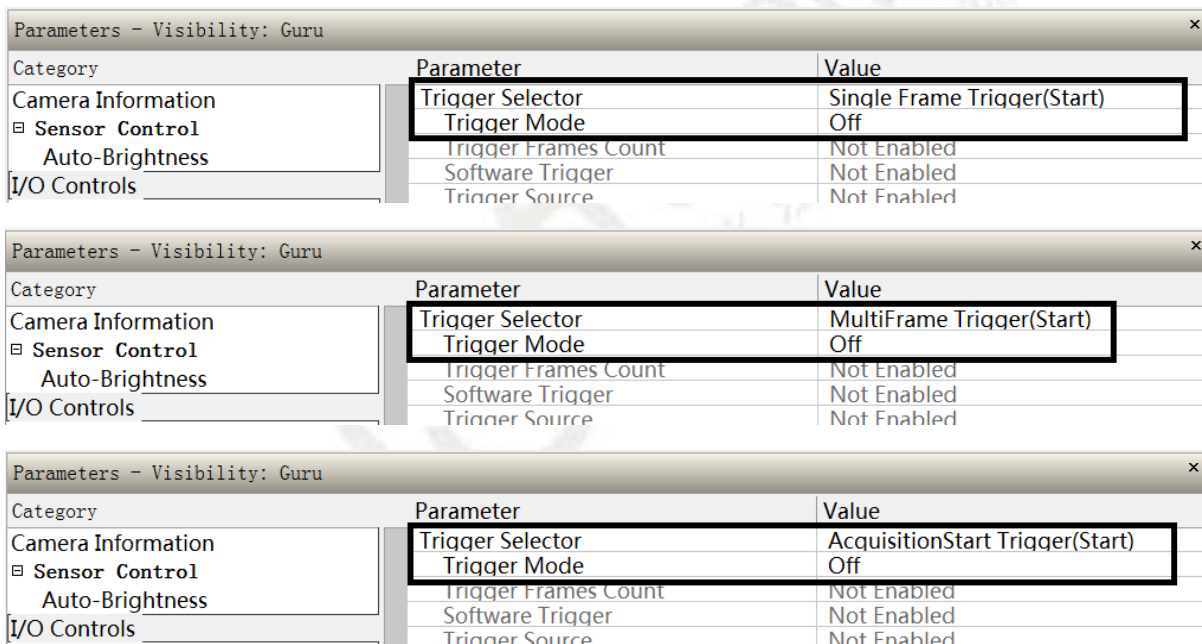 Parameters - Visibility: Guru ×
Category Parameter Value
Camera Information Trigger Selector Single Frame Trigger(Start)
Sensor Control Trigger Mode Off
Auto-Brightness Trigger Frames Count Not Enabled
I/O Controls Software Trigger Not Enabled
Trigger Source Not Enabled
Parameters - Visibility: Guru ×
Category Parameter Value
Camera Information Trigger Selector MultiFrame Trigger(Start)
Sensor Control Trigger Mode Off
Auto-Brightness Trigger Frames Count Not Enabled
I/O Controls Software Trigger Not Enabled
Trigger Source Not Enabled
Parameters - Visibility: Guru ×
Category Parameter Value
Camera Information Trigger Selector AcquisitionStart Trigger(Start)
Sensor Control Trigger Mode Off
Auto-Brightness Trigger Frames Count Not Enabled
I/O Controls Software Trigger Not Enabled
Trigger Source Not Enabled